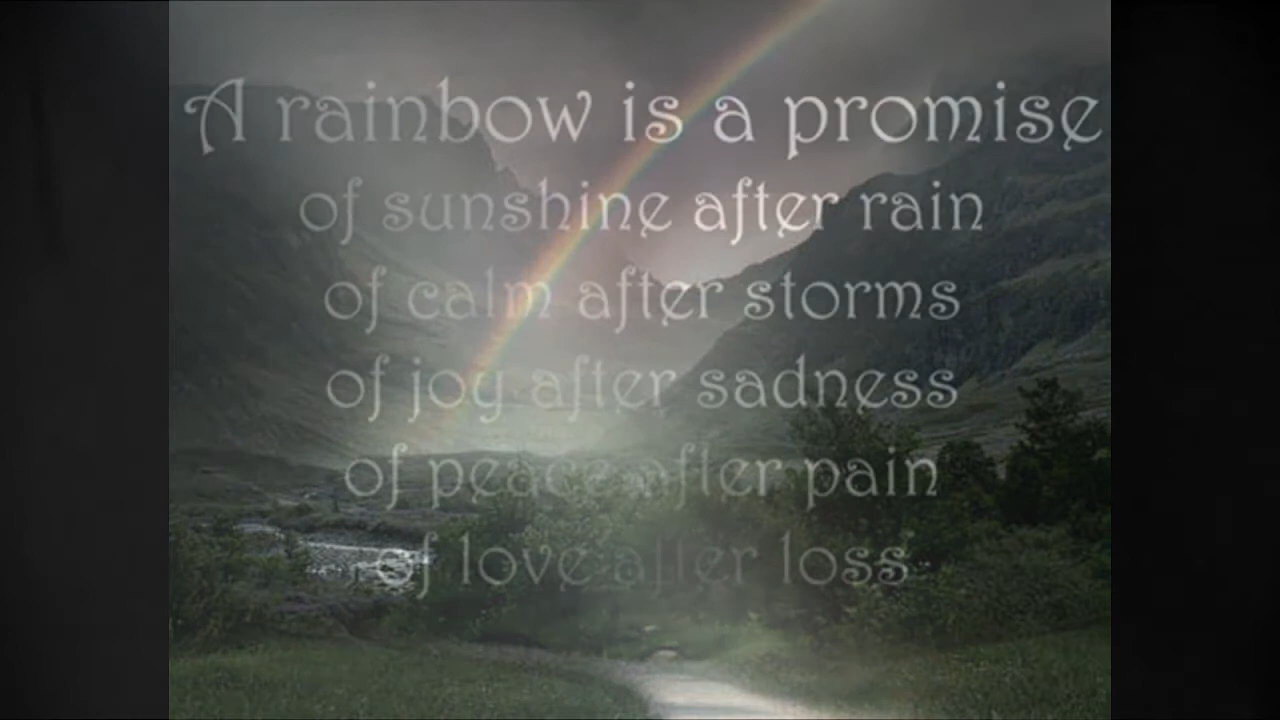 A rainbow is a promise
of sunshine after rain
of calm after storms
of joy after sadness
of peace after pain
of love after loss